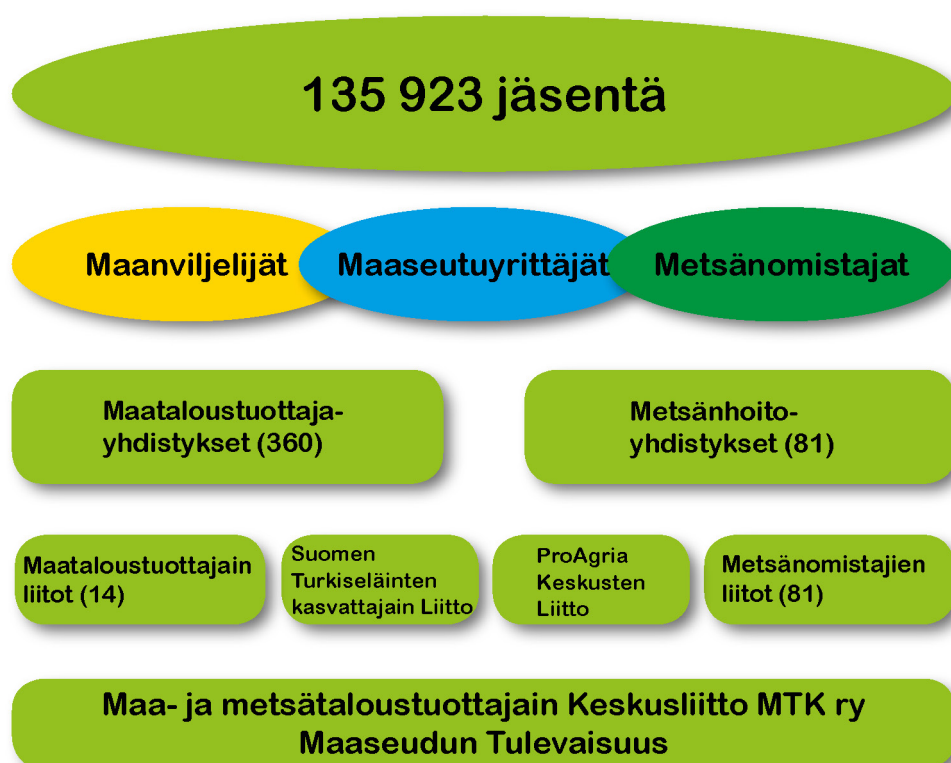 135 923 jäsentä
Maanviljelijät
Maaseutuyrittäjät
Metsänomistajat
Maataloustuottaja-
yhdistykset (360)
Metsänhoito-
yhdistykset (81)
Maataloustuottajain
liitot (14)
Suomen
Turkiseläinten
kasvattajain Liitto
ProAgria
Keskusten
Liitto
Metsänomistajien
liitot (81)
Maa- ja metsätaloustuottajain Keskusliitto MTK ry
Maaseudun Tulevaisuus